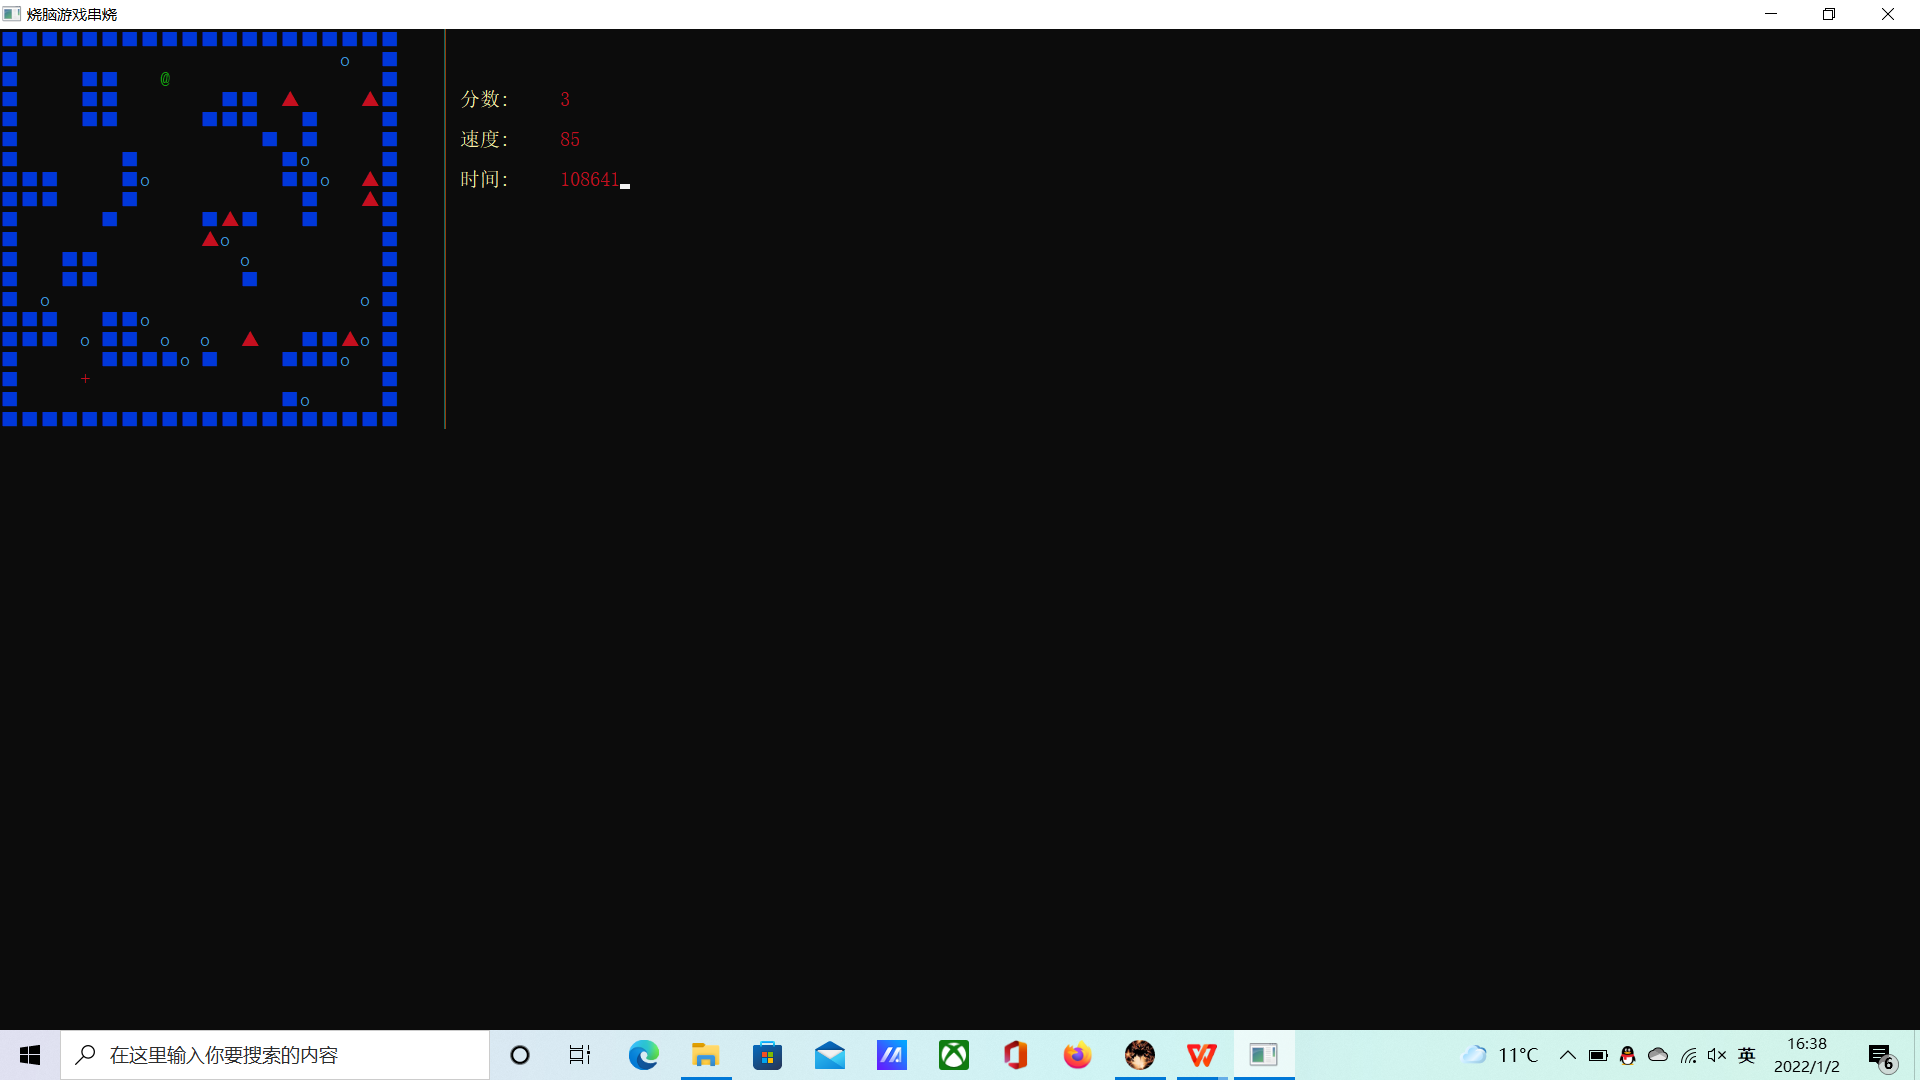 烧脑游戏串烧
分数: 3
速度: 85
时间: 108641
在这里输入你要搜索的内容
11°C
英
16:38
2022/1/2
6